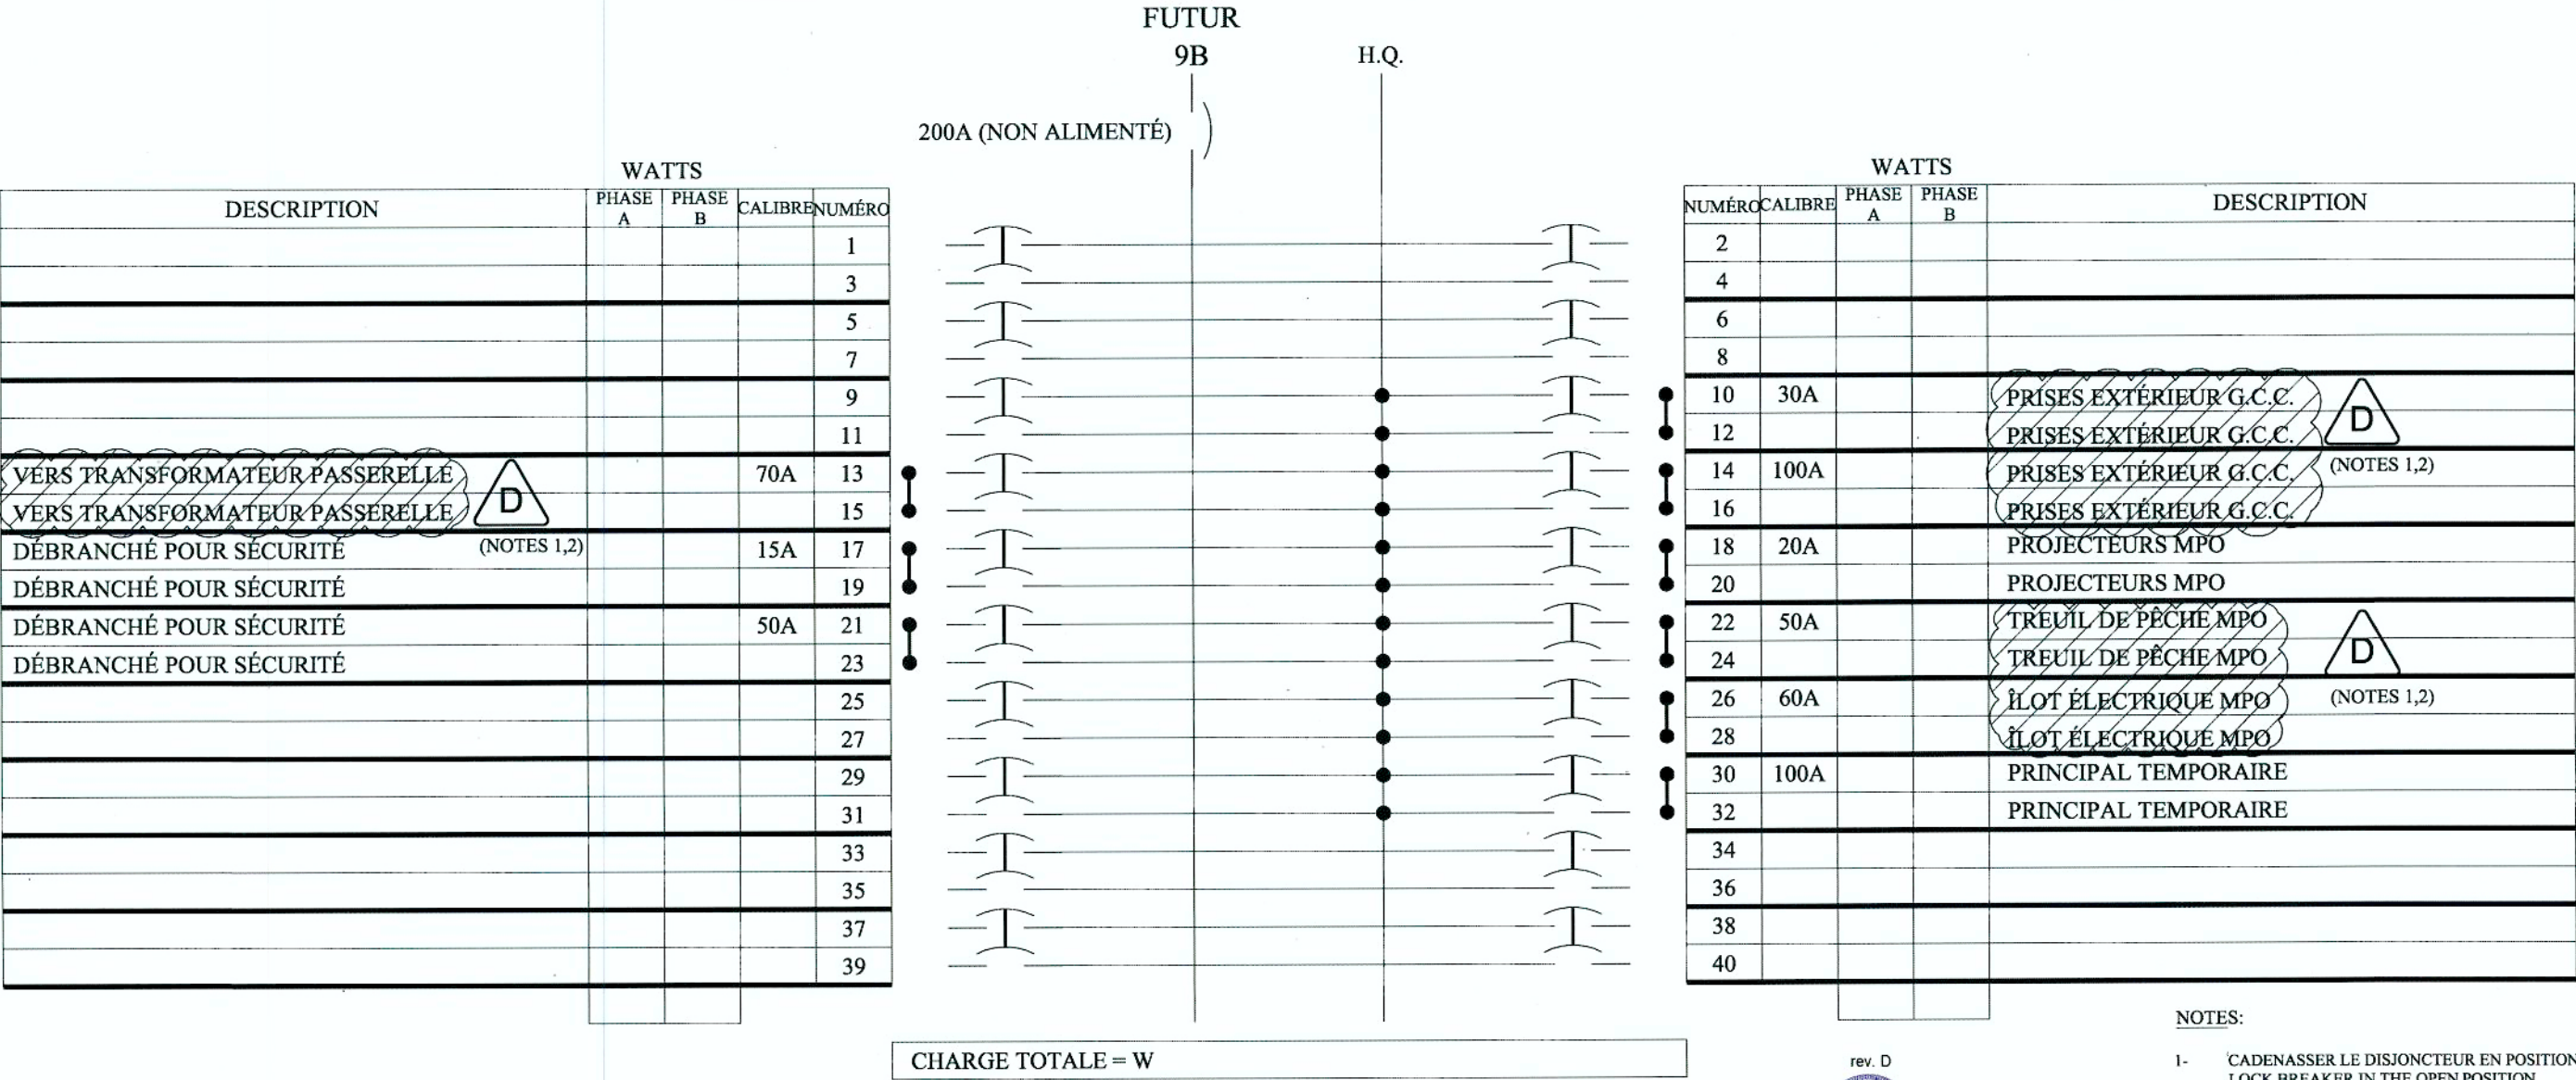 FUTUR
9B H.Q.
200A (NON ALIMENTÉ)
WATTS
DESCRIPTION PHASE A PHASE B CALIBRE NUMÉRO
1
3
5
7
9
11
VERS TRANSFORMATEUR PASSERELLE 70A 13
D
VERS TRANSFORMATEUR PASSERELLE 15
DÉBRANCHÉ POUR SÉCURITÉ (NOTES 1,2) 15A 17
DÉBRANCHÉ POUR SÉCURITÉ 19
DÉBRANCHÉ POUR SÉCURITÉ 50A 21
DÉBRANCHÉ POUR SÉCURITÉ 23
25
27
29
31
33
35
37
39
WATTS
NUMÉRO CALIBRE PHASE A PHASE B DESCRIPTION
2
4
6
8
10 30A PRISES EXTÉRIEUR G.C.C.
D
12 PRISES EXTÉRIEUR G.C.C.
14 100A PRISES EXTÉRIEUR G.C.C. (NOTES 1,2)
16 PRISES EXTÉRIEUR G.C.C.
18 20A PROJECTEURS MPO
20 PROJECTEURS MPO
22 50A TREUIL DE PÊCHE MPO
D
24 TREUIL DE PÊCHE MPO
26 60A ÎLOT ÉLECTRIQUE MPO (NOTES 1,2)
28 ÎLOT ÉLECTRIQUE MPO
30 100A PRINCIPAL TEMPORAIRE
32 PRINCIPAL TEMPORAIRE
34
36
38
40
CHARGE TOTALE = W
rev. D
NOTES:
1- CADENASSER LE DISJONCTEUR EN POSITION
LOCK BREAKER IN THE OPEN POSITION